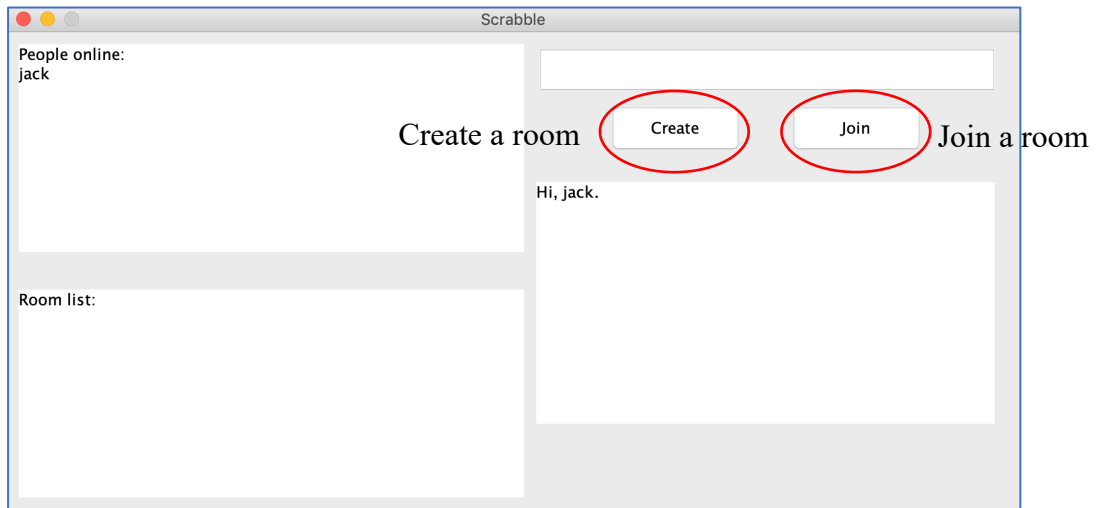 Scrabble
People online:
jack
Create a room
Create
Join
Join a room
Hi, jack.
Room list: